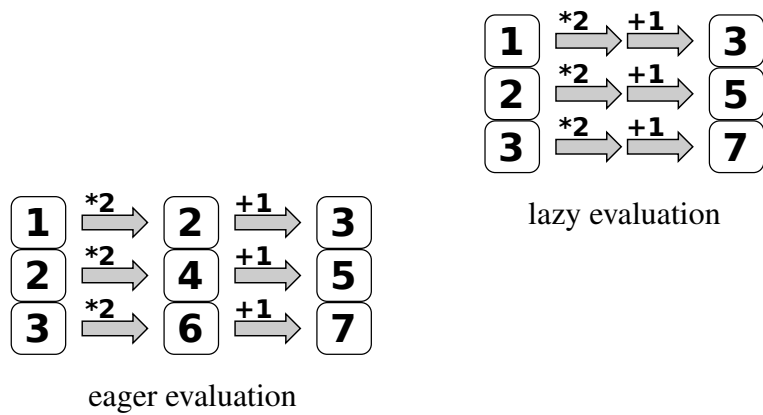 1 *2 +1 3
2 *2 +1 5
3 *2 +1 7
lazy evaluation
1 *2 2 +1 3
2 *2 4 +1 5
3 *2 6 +1 7
eager evaluation